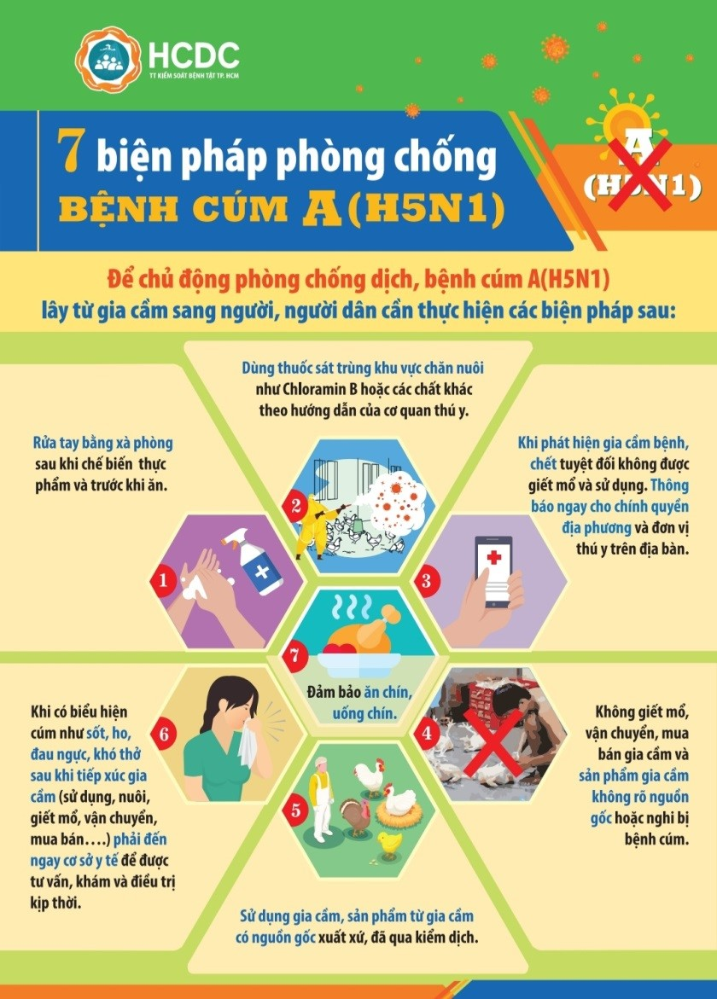 HCDC
TT KIỂM SOÁT BỆNH TẬT TP. HCM
7 biện pháp phòng chống
BỆNH CÚM A(H5N1)
A
(H5N1)
Để chủ động phòng chống dịch, bệnh cúm A(H5N1)
lây từ gia cầm sang người, người dân cần thực hiện các biện pháp sau:
Rửa tay bằng xà phòng
sau khi chế biến thực
phẩm và trước khi ăn.
1
Dùng thuốc sát trùng khu vực chăn nuôi
như Chloramin B hoặc các chất khác
theo hướng dẫn của cơ quan thú y.
2
Khi phát hiện gia cầm bệnh,
chết tuyệt đối không được
giết mổ và sử dụng. Thông
báo ngay cho chính quyền
địa phương và đơn vị
thú y trên địa bàn.
3
Không giết mổ,
vận chuyển, mua
bán gia cầm và
sản phẩm gia cầm
không rõ nguồn
gốc hoặc nghi bị
bệnh cúm.
4
5
Sử dụng gia cầm, sản phẩm từ gia cầm
có nguồn gốc xuất xứ, đã qua kiểm dịch.
Khi có biểu hiện
cúm như sốt, ho,
đau ngực, khó thở
sau khi tiếp xúc gia
cầm (sử dụng, nuôi,
giết mổ, vận chuyển,
mua bán....) phải đến
ngay cơ sở y tế để được
tư vấn, khám và điều trị
kịp thời.
6
7
Đảm bảo ăn chín,
uống chín.